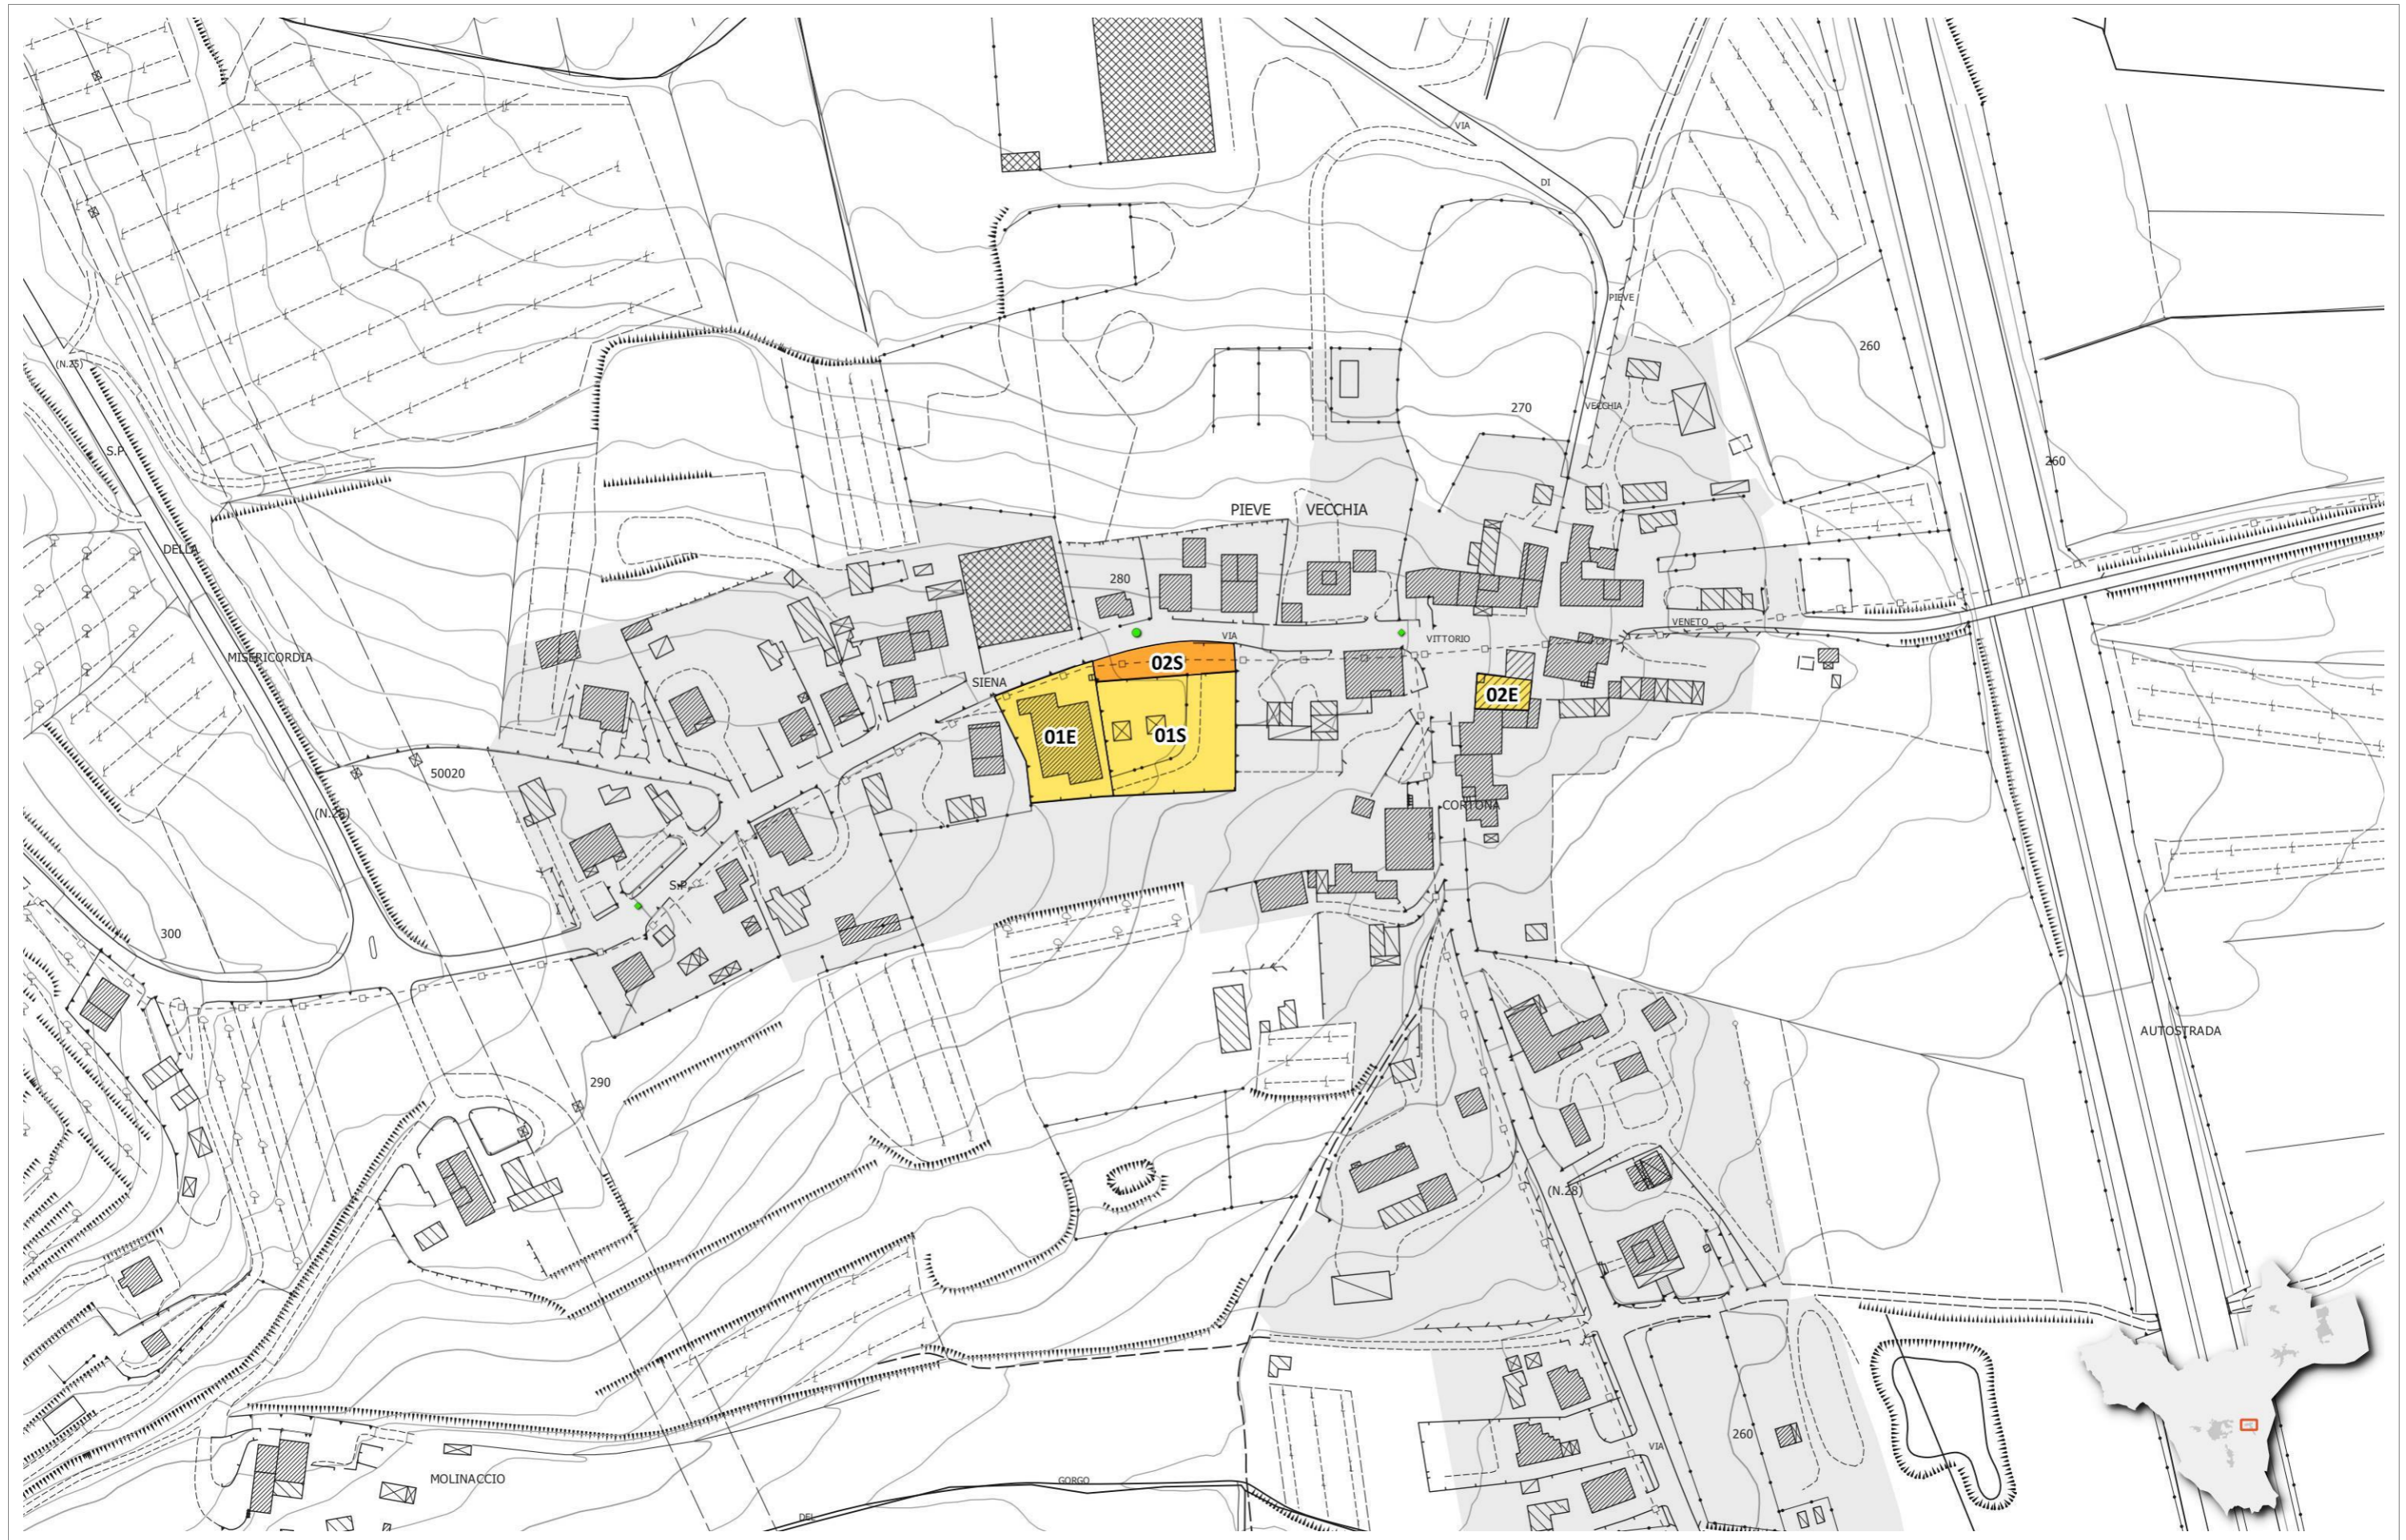 VIA
DI
PIEVE
260
(N.25)
270
VECCHIA
S.P.
260
PIEVE VECCHIA
DELLA
280
VENETO
VIA
VITTORIO
MISERICORDIA
02S
SIENA
02E
01E
01S
50020
CORTONA
(N.25)
S.P.
300
AUTOSTRADA
290
(N.28)
260
VIA
MOLINACCIO
GORGO
DEL